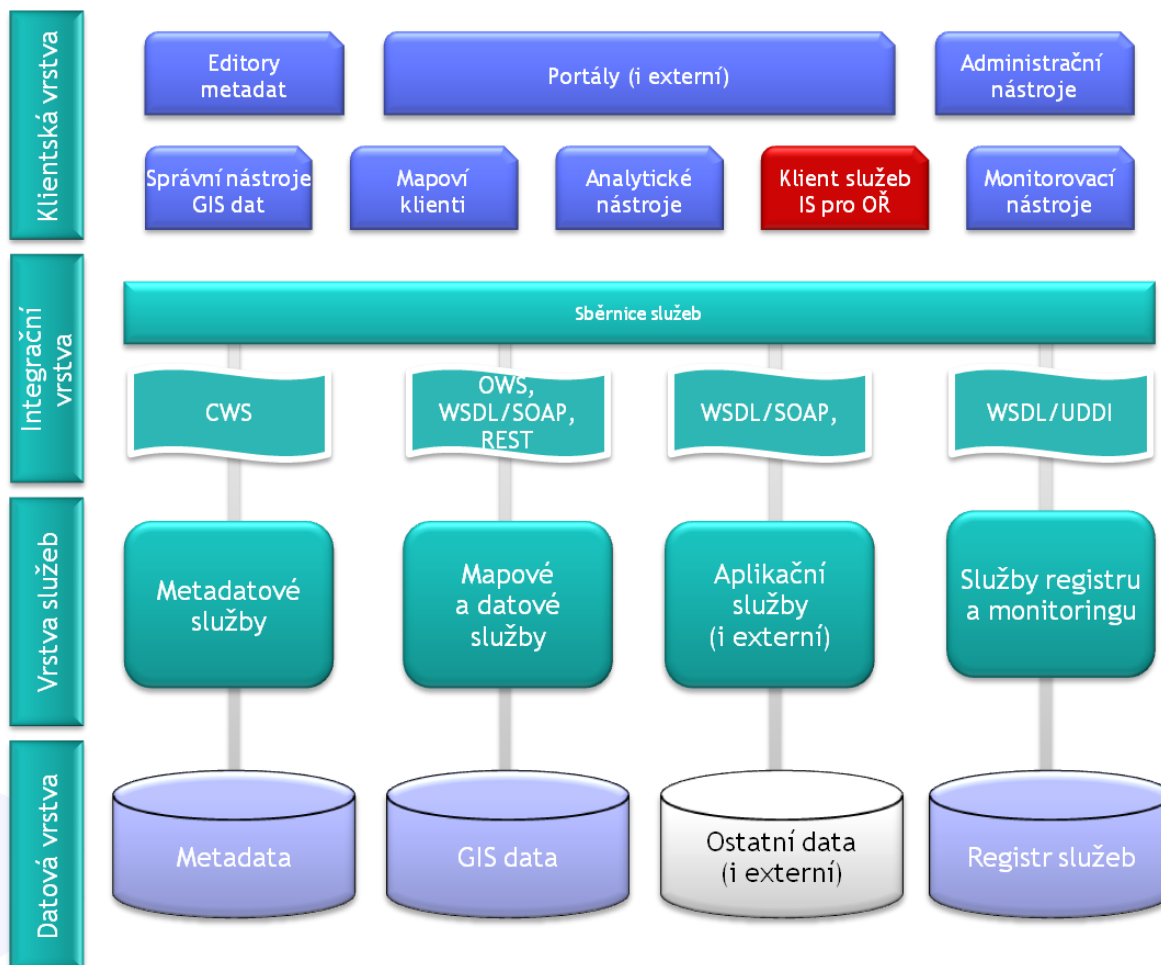 Klientská vrstva
Editory
metadat
Portály (i externí)
Administrační
nástroje
Správní nástroje
GIS dat
Mapoví
klienti
Analytické
nástroje
Klient služeb
IS pro OŘ
Monitorovací
nástroje
Integrační
vrstva
Sběrnice služeb
CWS
OWS,
WSDL/SOAP,
REST
WSDL/SOAP,
WSDL/UDDI
Vrstva služeb
Metadatové
služby
Mapové
a datové
služby
Aplikační
služby
(i externí)
Služby registru
a monitoringu
Datová vrstva
Metadata
GIS data
Ostatní data
(i externí)
Registr služeb